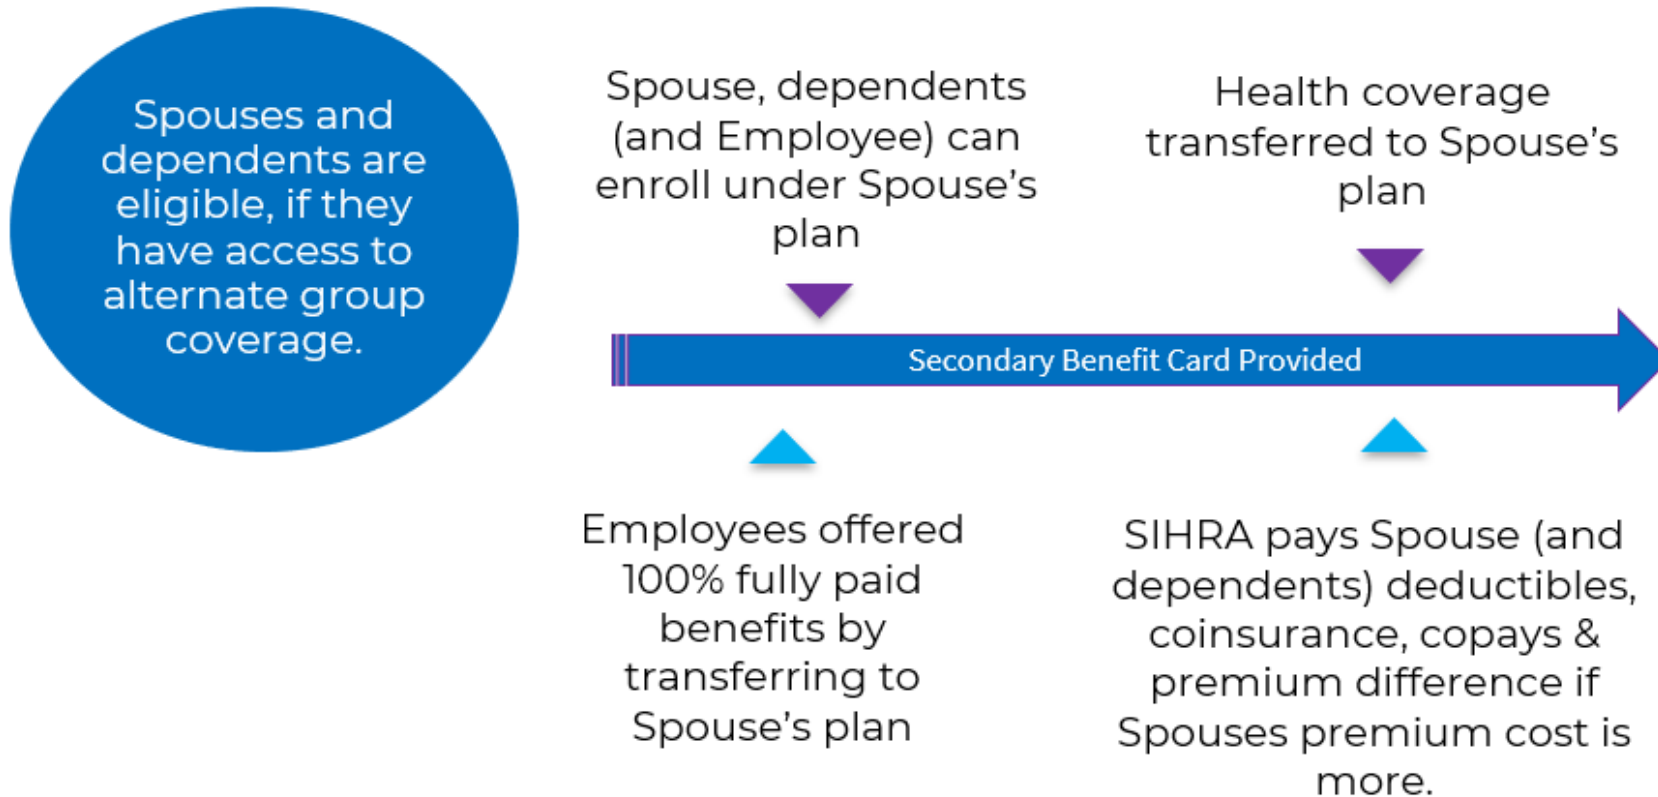 Spouses and
dependents are
eligible, if they
have access to
alternate group
coverage.
Spouse, dependents
(and Employee) can
enroll under Spouse’s
plan
Health coverage
transferred to Spouse’s
plan
Secondary Benefit Card Provided
Employees offered
100% fully paid
benefits by
transferring to
Spouse’s plan
SIHRA pays Spouse (and
dependents) deductibles,
coinsurance, copays &
premium difference if
Spouses premium cost is
more.